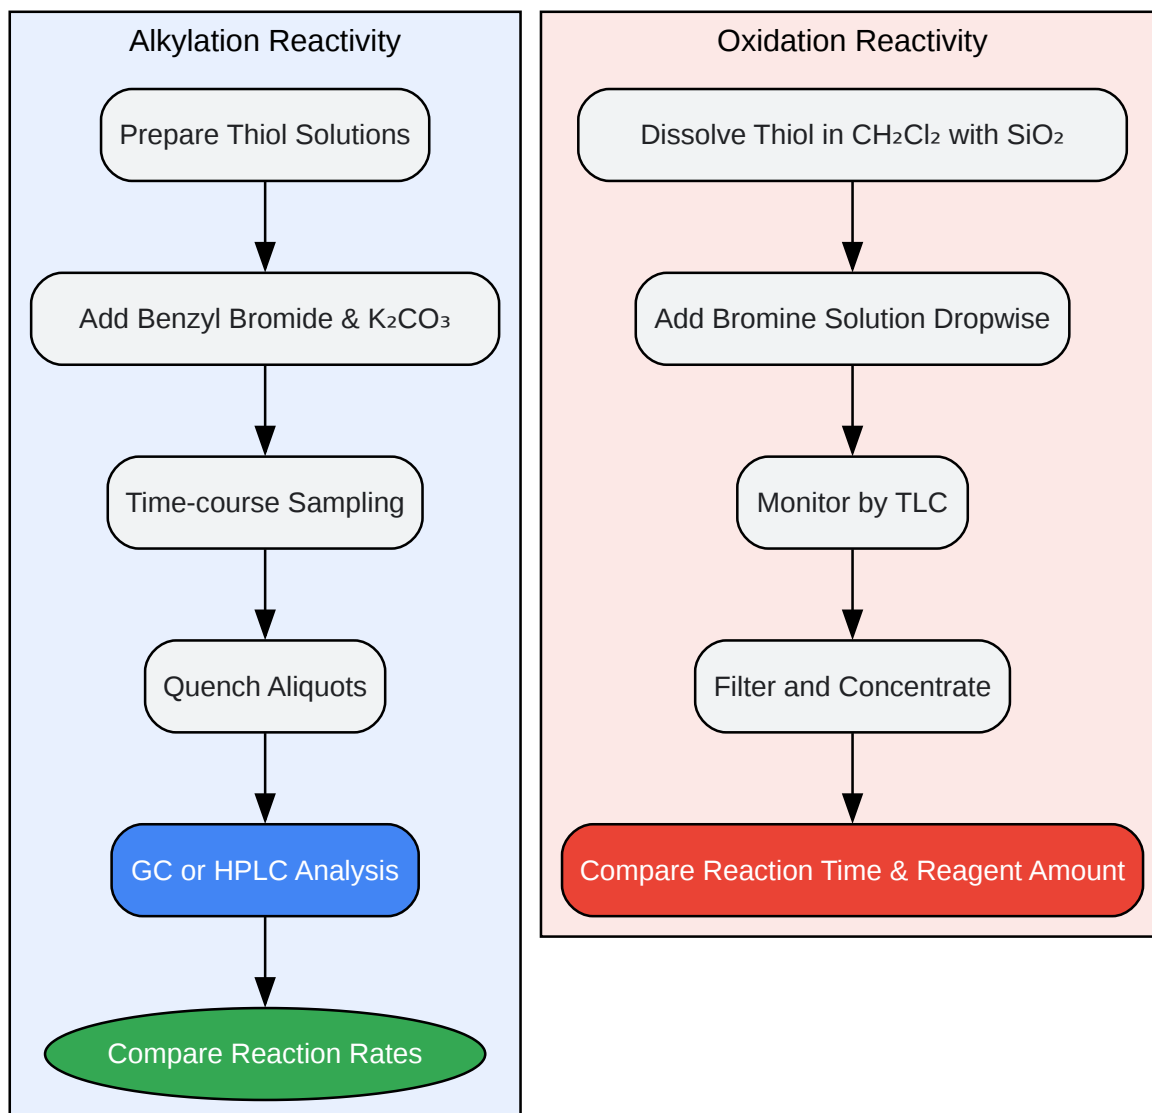 Alkylation Reactivity
Prepare Thiol Solutions
Add Benzyl Bromide & K₂CO₃
Time-course Sampling
Quench Aliquots
GC or HPLC Analysis
Compare Reaction Rates
Oxidation Reactivity
Dissolve Thiol in CH₂Cl₂ with SiO₂
Add Bromine Solution Dropwise
Monitor by TLC
Filter and Concentrate
Compare Reaction Time & Reagent Amount